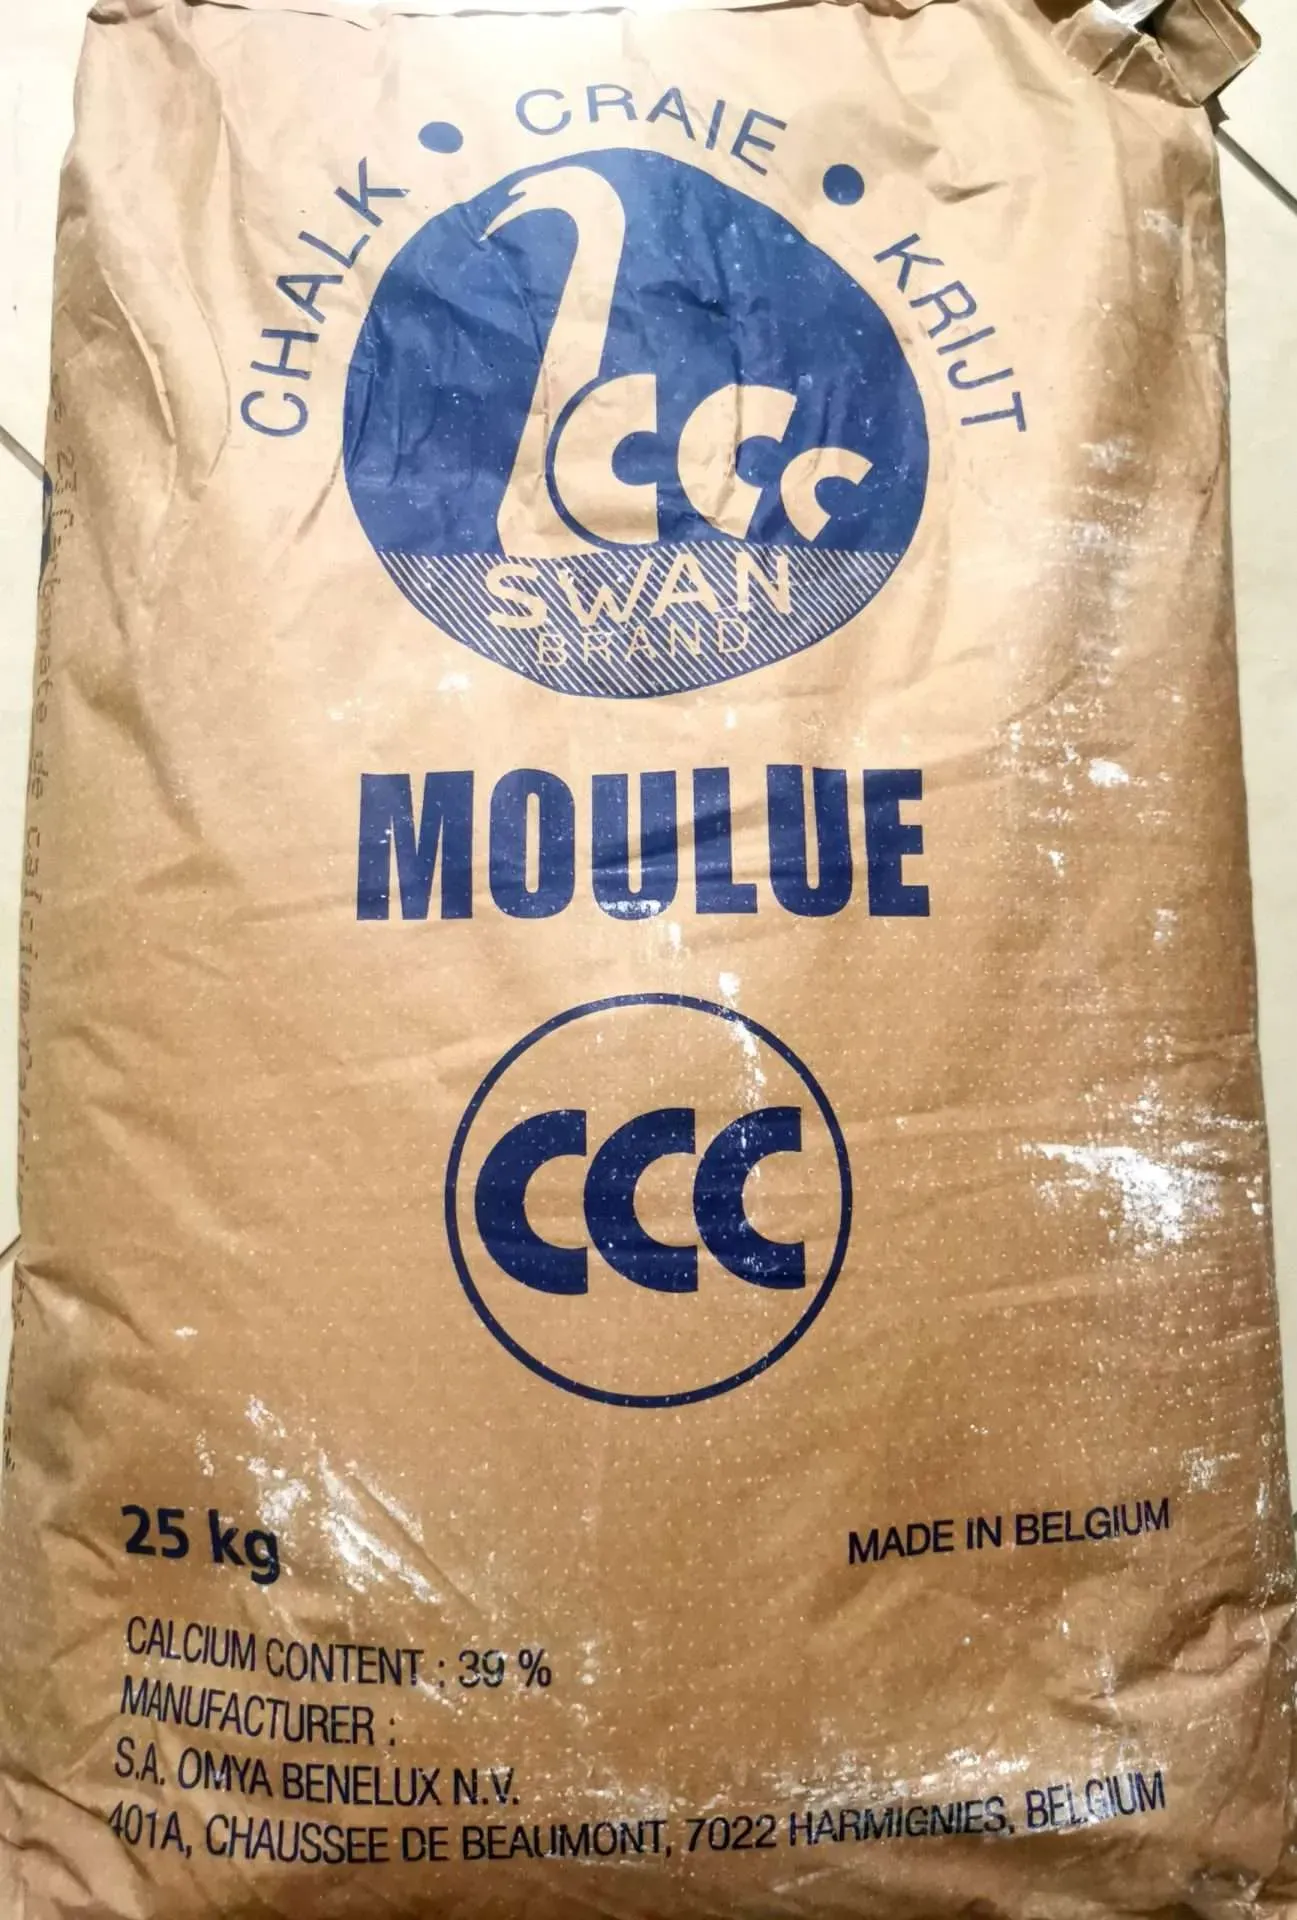 CHALK • CRAIE • KRIJT
CCC
SWAN
BRAND
MOULUE
CCC
25 kg
MADE IN BELGIUM
CALCIUM CONTENT : 39 %
MANUFACTURER :
S.A. OMYA BENELUX N.V.
401A, CHAUSSEE DE BEAUMONT, 7022 HARMIGNIES, BELGIUM